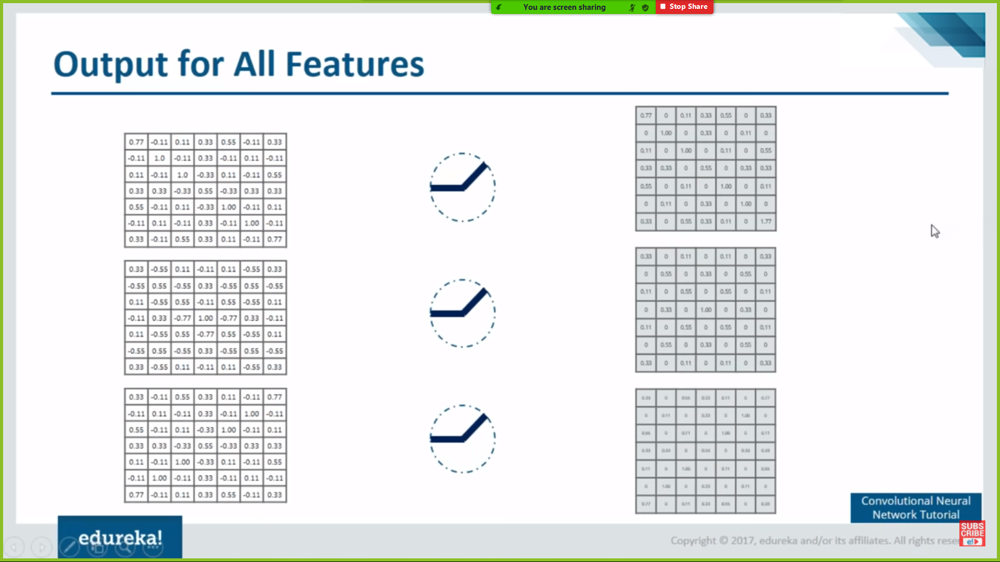 You are screen sharing
Stop Share
Output for All Features
0.77 -0.11 0.11 0.33 0.55 -0.11 0.33
-0.11 1.0 -0.11 0.33 -0.11 0.11 -0.11
0.11 -0.11 1.0 -0.33 0.11 -0.11 0.55
0.33 0.33 -0.33 0.55 -0.33 0.33 0.33
0.55 -0.11 0.11 -0.33 1.00 -0.11 0.11
-0.11 0.11 -0.11 0.33 -0.11 1.00 -0.11
0.33 -0.11 0.55 0.33 0.11 -0.11 0.77
0.33 -0.55 0.11 -0.11 0.11 -0.55 0.33
-0.55 0.55 -0.55 0.33 -0.55 0.55 -0.55
0.11 -0.55 0.55 -0.11 0.55 -0.55 0.11
-0.11 0.33 -0.77 1.00 -0.77 0.33 -0.11
0.11 -0.55 0.55 -0.77 0.55 -0.55 0.11
-0.55 0.55 -0.55 0.33 -0.55 0.55 -0.55
0.33 -0.55 0.11 -0.11 0.11 -0.55 0.33
0.33 -0.11 0.55 0.33 0.11 -0.11 0.77
-0.11 0.11 -0.11 0.33 -0.11 1.00 -0.11
0.55 -0.11 0.11 -0.33 1.00 -0.11 0.11
0.33 0.33 -0.33 0.55 -0.33 0.33 0.33
0.11 -0.11 1.00 -0.33 0.11 -0.11 0.55
-0.11 1.00 -0.11 0.33 -0.11 0.11 -0.11
0.77 -0.11 0.11 0.33 0.55 -0.11 0.33
0.77 0 0.11 0.33 0.55 0 0.33
0 1.00 0 0.33 0 0.11 0
0.11 0 1.00 0 0.11 0 0.55
0.33 0.33 0 0.55 0 0.33 0.33
0.55 0 0.11 0 1.00 0 0.11
0 0.11 0 0.33 0 1.00 0
0.33 0 0.55 0.33 0.11 0 1.77
0.33 0 0.11 0 0.11 0 0.33
0 0.55 0 0.33 0 0.55 0
0.11 0 0.55 0 0.55 0 0.11
0 0.33 0 1.00 0 0.33 0
0.11 0 0.55 0 0.55 0 0.11
0 0.55 0 0.33 0 0.55 0
0.33 0 0.11 0 0.11 0 0.33
0.33 0 0.55 0.33 0.11 0 0.77
0 0.11 0 0.33 0 1.00 0
0.55 0 0.11 0 1.00 0 0.11
0.33 0.33 0 0.55 0 0.33 0.33
0.11 0 1.00 0 0.11 0 0.55
0 1.00 0 0.33 0 0.11 0
0.77 0 0.11 0.33 0.55 0 0.33
Convolutional Neural
Network Tutorial
SUBS
CRIBE
e!
edureka!
Copyright © 2017, edureka and/or its affiliates. All rights reser